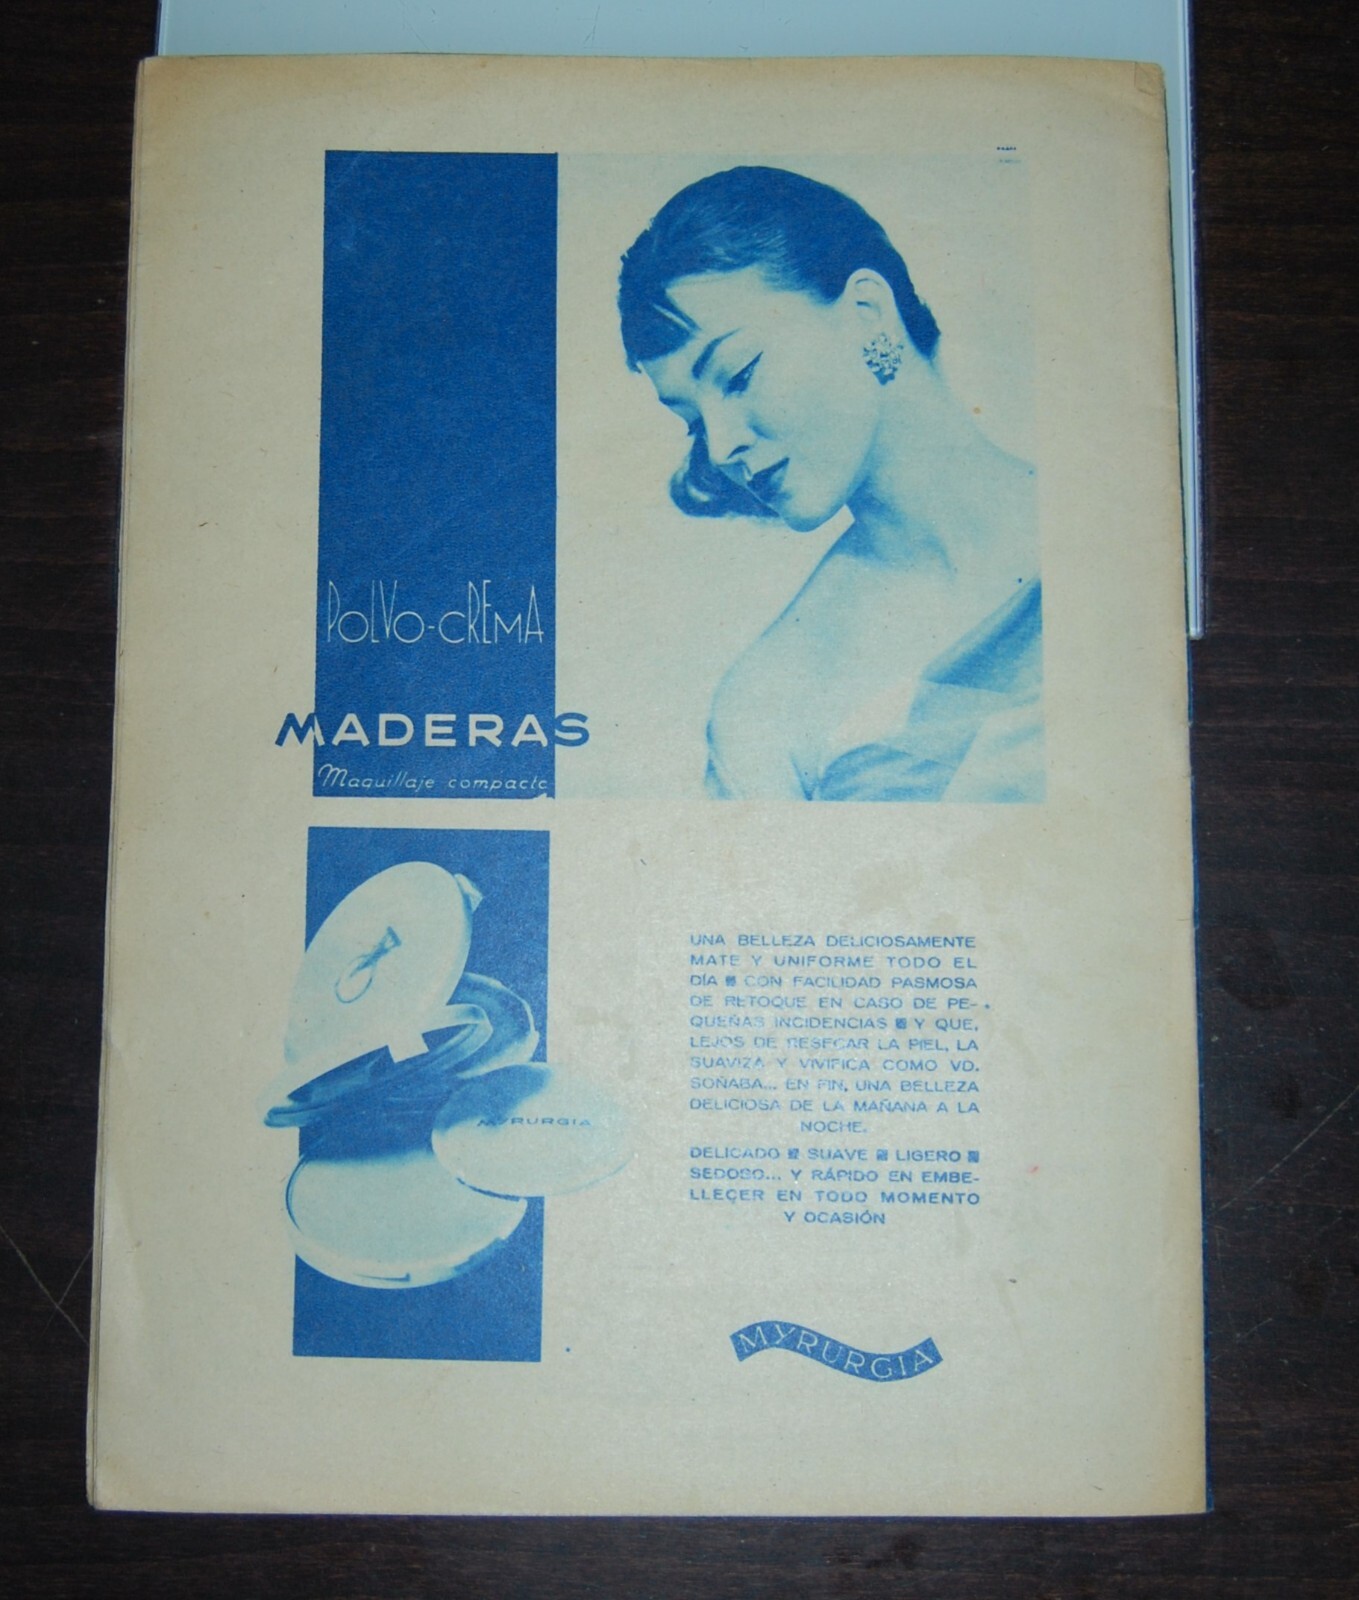 POLVO-CREMA
MADERAS
Maquillaje compacto
MYRURGIA
UNA BELLEZA DELICIOSAMENTE
MATE Y UNIFORME TODO EL
DÍA ▪ CON FACILIDAD PASMOSA
DE RETOQUE EN CASO DE PE-
QUEÑAS INCIDENCIAS ▪ Y QUE,
LEJOS DE RESECAR LA PIEL, LA
SUAVIZA Y VIVIFICA COMO VD.
SOÑABA... EN FIN, UNA BELLEZA
DELICIOSA DE LA MAÑANA A LA
NOCHE.
DELICADO ▪ SUAVE ▪ LIGERO ▪
SEDOSO... Y RÁPIDO EN EMBE-
LLECER EN TODO MOMENTO
Y OCASIÓN
MYRURGIA